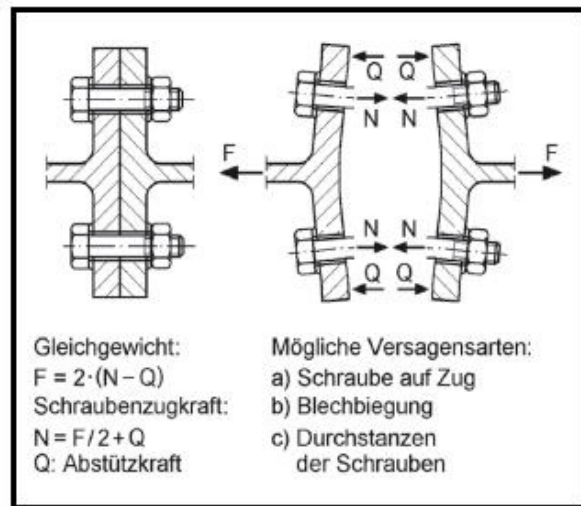 Q Q
N N
F F
N N
Q Q
Gleichgewicht:
F = 2·(N – Q)
Schraubenzugkraft:
N = F/2 + Q
Q: Abstützkraft
Mögliche Versagensarten:
a) Schraube auf Zug
b) Blechbiegung
c) Durchstanzen
der Schrauben